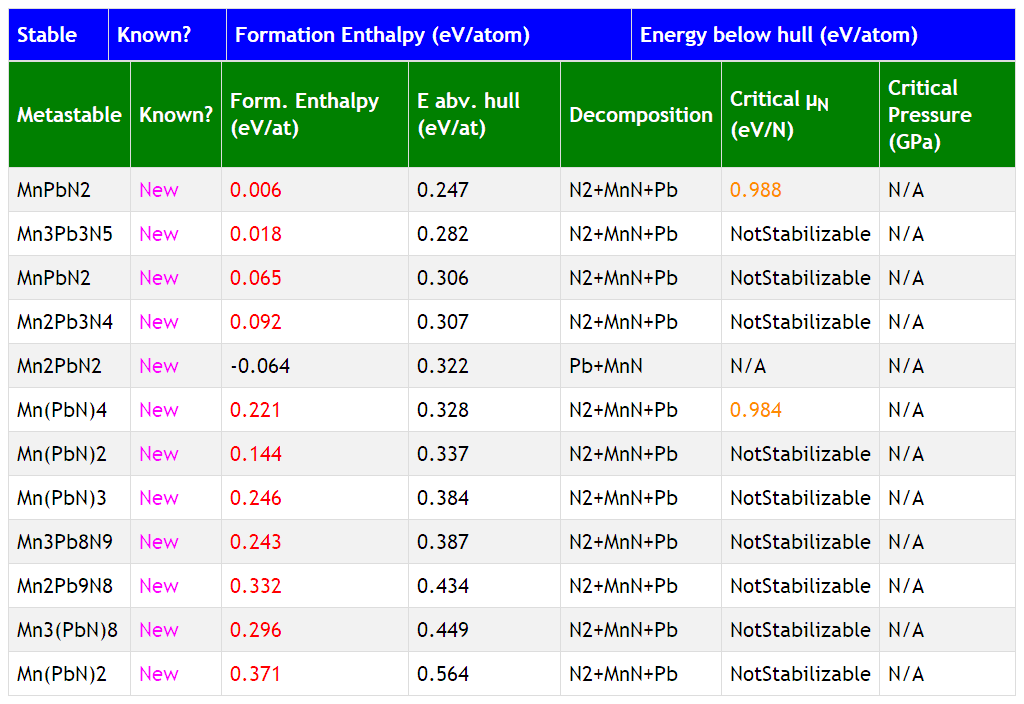 Stable Known? Formation Enthalpy (eV/atom) Energy below hull (eV/atom)
Metastable Known? Form. Enthalpy (eV/at) E abv. hull (eV/at) Decomposition Critical μN (eV/N) Critical Pressure (GPa)
MnPbN2 New 0.006 0.247 N2+MnN+Pb 0.988 N/A
Mn3Pb3N5 New 0.018 0.282 N2+MnN+Pb NotStabilizable N/A
MnPbN2 New 0.065 0.306 N2+MnN+Pb NotStabilizable N/A
Mn2Pb3N4 New 0.092 0.307 N2+MnN+Pb NotStabilizable N/A
Mn2PbN2 New -0.064 0.322 Pb+MnN N/A N/A
Mn(PbN)4 New 0.221 0.328 N2+MnN+Pb 0.984 N/A
Mn(PbN)2 New 0.144 0.337 N2+MnN+Pb NotStabilizable N/A
Mn(PbN)3 New 0.246 0.384 N2+MnN+Pb NotStabilizable N/A
Mn3Pb8N9 New 0.243 0.387 N2+MnN+Pb NotStabilizable N/A
Mn2Pb9N8 New 0.332 0.434 N2+MnN+Pb NotStabilizable N/A
Mn3(PbN)8 New 0.296 0.449 N2+MnN+Pb NotStabilizable N/A
Mn(PbN)2 New 0.371 0.564 N2+MnN+Pb NotStabilizable N/A